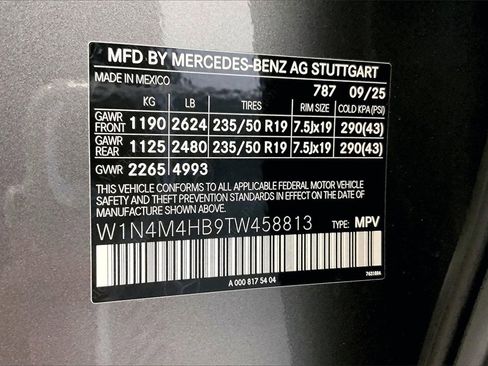 MFD BY MERCEDES-BENZ AG STUTTGART
MADE IN MEXICO 787 09/25
KG LB TIRES RIM SIZE COLD KPA(PSI)
GAWR FRONT 1190 2624 235/50 R19 7.5Jx19 290(43)
GAWR REAR 1125 2480 235/50 R19 7.5Jx19 290(43)
GVWR 2265 4993
THIS VEHICLE CONFORMS TO ALL APPLICABLE FEDERAL MOTOR VEHICLE
SAFETY AND THEFT PREVENTION STANDARDS IN EFFECT ON THE DATE
OF MANUFACTURE SHOWN ABOVE.
W1N4M4HB9TW458813 TYPE: MPV
A 000 817 54 04